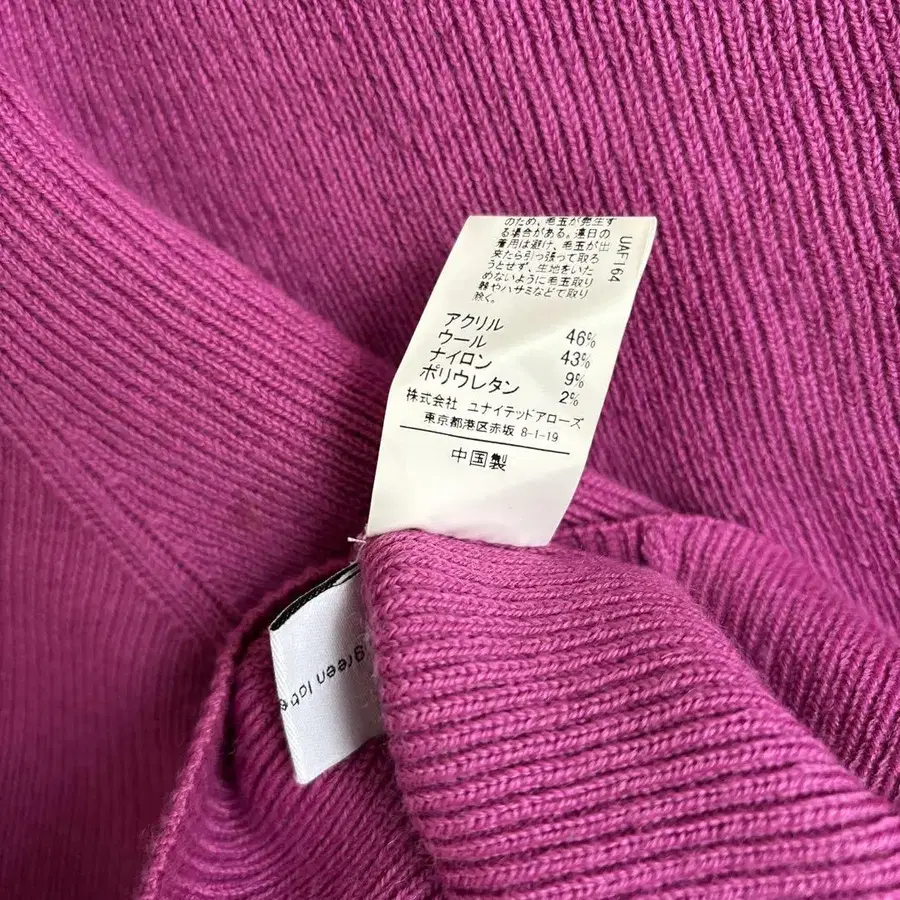 のため、毛玉が発生す
る場合がある。連日の
着用は避け、毛玉が出
来たら引っ張って取ろ
うとせず、生地をいた
めないように毛玉取り
器やハサミなどで取り
除く。
UAF164
アクリル 46%
ウール 43%
ナイロン 9%
ポリウレタン 2%
株式会社 ユナイテッドアローズ
東京都港区赤坂 8-1-19
中国製
green label